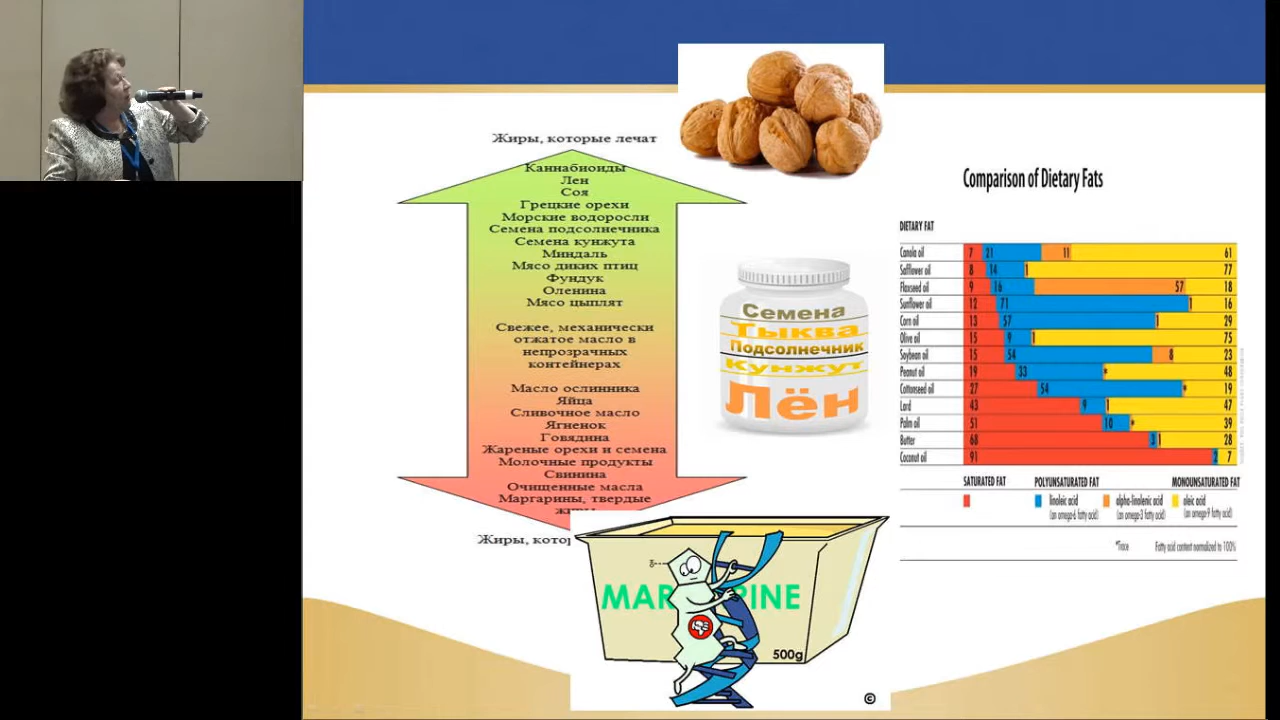 Жиры, которые лечат
Каннабиоиды
Лен
Соя
Грецкие орехи
Морские водоросли
Семена подсолнечника
Семена кунжута
Миндаль
Мясо диких птиц
Фундук
Оленина
Мясо цыплят
Свежее, механически
отжатое масло в
непрозрачных
контейнерах
Масло ослинника
Яйца
Сливочное масло
Ягненок
Говядина
Жареные орехи и семена
Молочные продукты
Свинина
Очищенные масла
Маргарины, твердые
Жиры,
Семена
Тыква
Подсолнечник
Кунжут
Лён
MARGARINE
500g
©
Comparison of Dietary Fats
DIETARY FAT
Canola oil 7 21 11 61
Safflower oil 8 14 1 77
Flaxseed oil 9 16 57 18
Sunflower oil 12 71 1 16
Corn oil 13 57 1 29
Olive oil 15 9 1 75
Soybean oil 15 54 8 23
Peanut oil 19 33 * 48
Cottonseed oil 27 54 * 19
Lard 43 9 1 47
Palm oil 51 10 * 39
Butter 68 3 1 28
Coconut oil 91 2 7
SATURATED FAT POLYUNSATURATED FAT MONOUNSATURATED FAT
linoleic acid alpha-linolenic acid oleic acid
(an omega-6 fatty acid) (an omega-3 fatty acid) (an omega-9 fatty acid)
*Trace Fatty acid content normalized to 100%